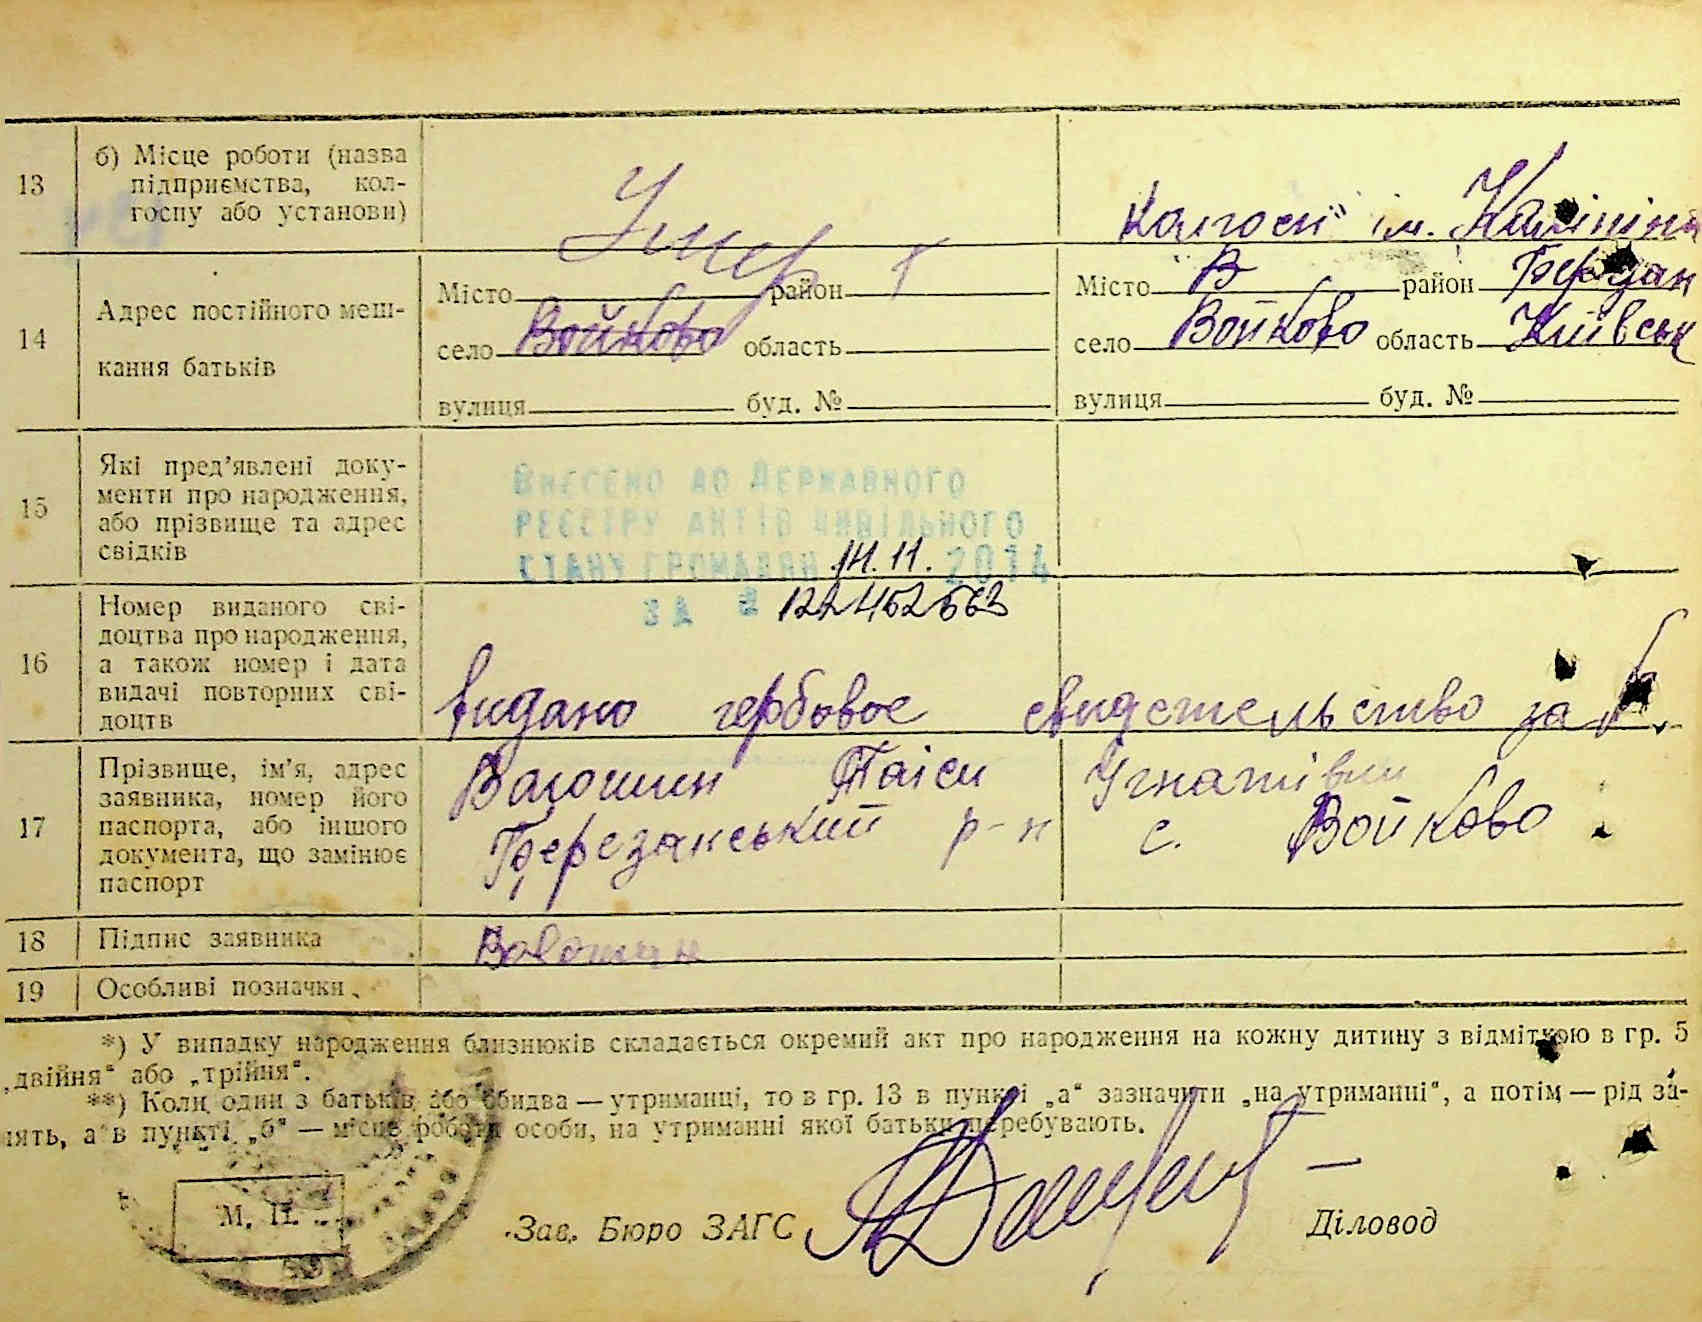 13
б) Місце роботи (назва
підприємства, кол-
госпу або установи)
Умер
Колгосп ім. Калініна
14
Адрес постійного меш-
кання батьків
Місто район
село Войково область
вулиця буд. №
Місто В район Березан
село Войково область Київськ
вулиця буд. №
15
Які пред'явлені доку-
менти про народження,
або прізвище та адрес
свідків
Внесено до Державного
реєстру актів цивільного
стану громадян 14.11. 2014
за №
16
Номер виданого сві-
доцтва про народження,
а також номер і дата
видачі повторних сві-
доцтв
видано гербовое свидетельство за
17
Прізвище, ім'я, адрес
заявника, номер його
паспорта, або іншого
документа, що замінює
паспорт
Волошин Таіси Ігнатівни
Березанський р-н с. Войково
18
Підпис заявника
Волошин
19
Особливі позначки
*) У випадку народження близнюків складається окремий акт про народження на кожну дитину з відміткою в гр. 5
„двійня“ або „трійня“.
**) Коли один з батьків або обидва — утриманці, то в гр. 13 в пункті „а“ зазначити „на утриманні“, а потім — рід за-
нять, а в пункті „б“ — місце роботи особи, на утриманні якої батьки перебувають.
М. П.
Зав. Бюро ЗАГС
Діловод